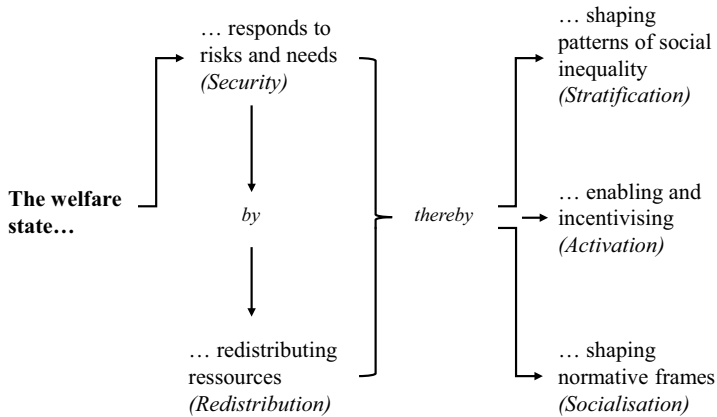 The welfare
state…
… responds to
risks and needs
(Security)
by
… redistributing
ressources
(Redistribution)
thereby
… shaping
patterns of social
inequality
(Stratification)
… enabling and
incentivising
(Activation)
… shaping
normative frames
(Socialisation)